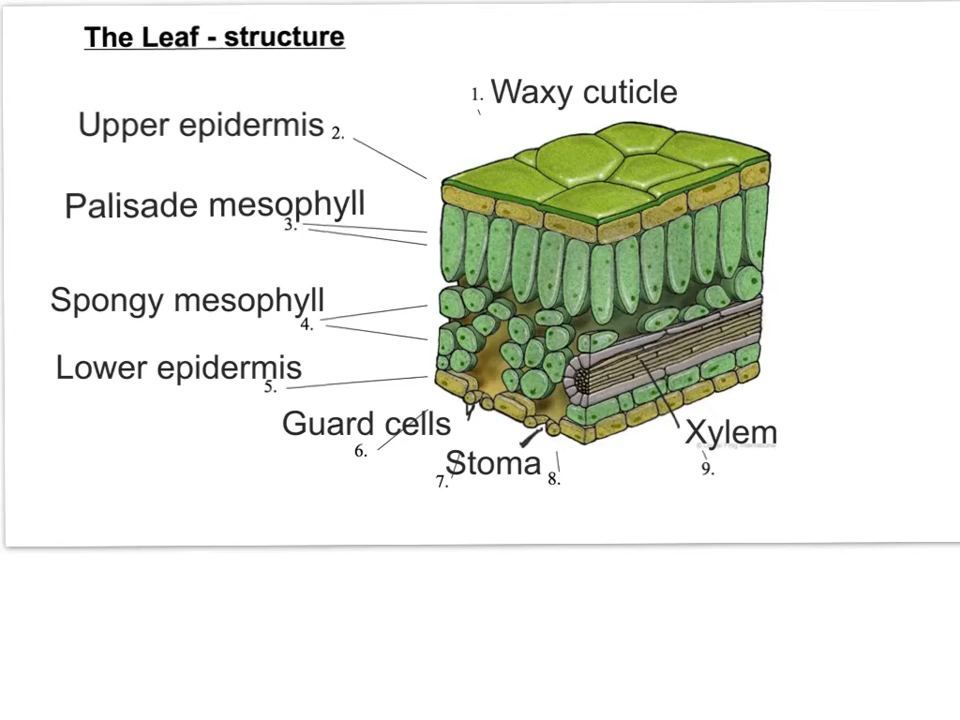 The Leaf - structure
1. Waxy cuticle
Upper epidermis 2.
Palisade mesophyll
3.
Spongy mesophyll
4.
Lower epidermis
5.
Guard cells
6.
Stoma
7.
8.
Xylem
9.